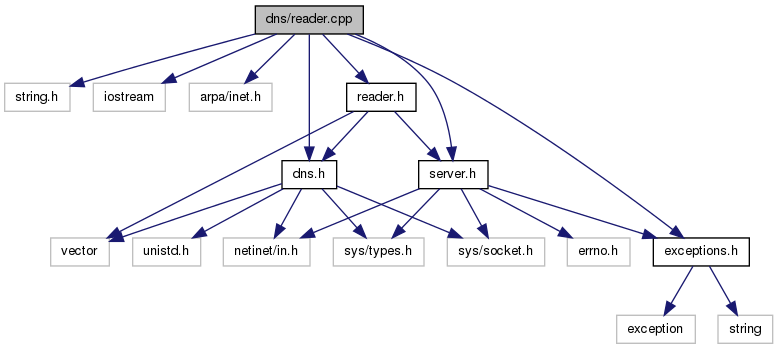 dns/reader.cpp
string.h
iostream
arpa/inet.h
reader.h
dns.h
server.h
vector
unistd.h
netinet/in.h
sys/types.h
sys/socket.h
errno.h
exceptions.h
exception
string